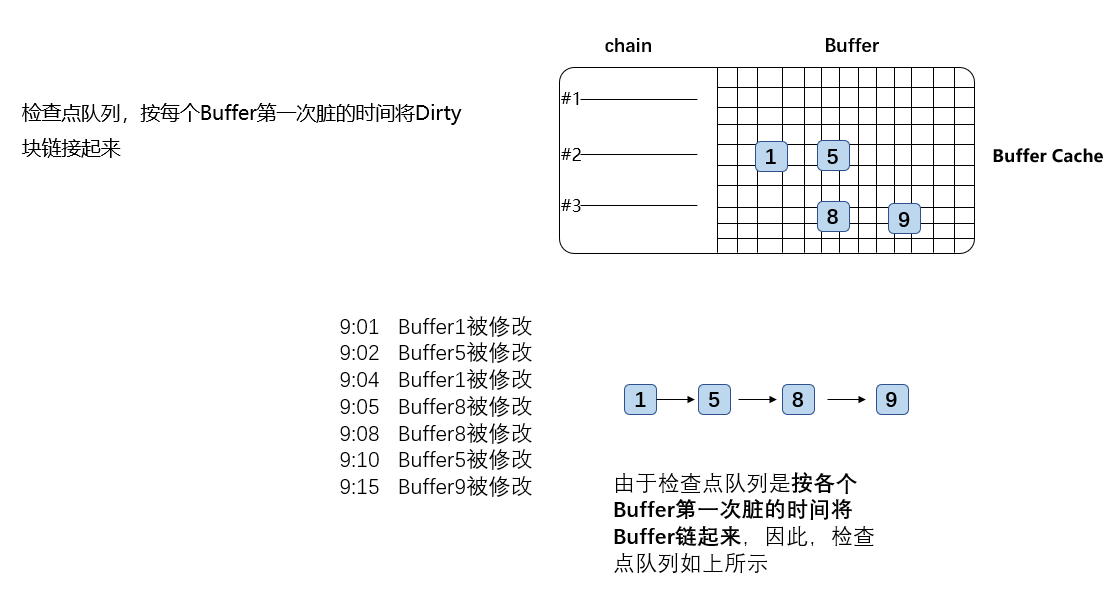 检查点队列，按每个Buffer第一次脏的时间将Dirty
块链接起来
chain
Buffer
#1
#2
#3
1
5
8
9
Buffer Cache
9:01 Buffer1被修改
9:02 Buffer5被修改
9:04 Buffer1被修改
9:05 Buffer8被修改
9:08 Buffer8被修改
9:10 Buffer5被修改
9:15 Buffer9被修改
1
5
8
9
由于检查点队列是按各个
Buffer第一次脏的时间将
Buffer链起来，因此，检查
点队列如上所示